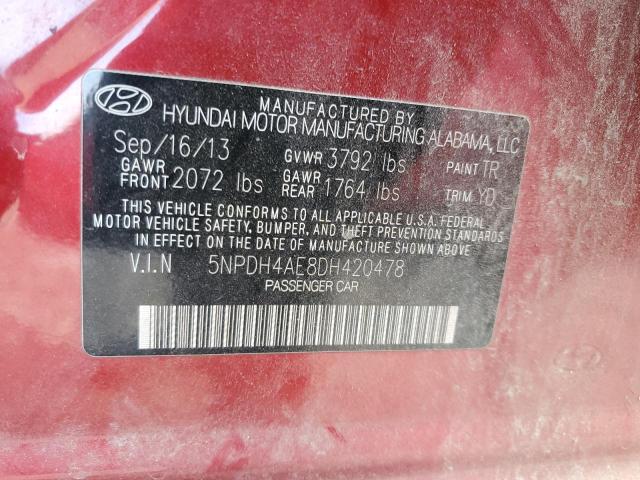 MANUFACTURED BY
HYUNDAI MOTOR MANUFACTURING ALABAMA, LLC
Sep/16/13 GVWR 3792 lbs PAINT TR
GAWR FRONT 2072 lbs GAWR REAR 1764 lbs TRIM YD
THIS VEHICLE CONFORMS TO ALL APPLICABLE U.S.A. FEDERAL
MOTOR VEHICLE SAFETY, BUMPER, AND THEFT PREVENTION STANDARDS
IN EFFECT ON THE DATE OF MANUFACTURE SHOWN ABOVE.
V.I.N 5NPDH4AE8DH420478
PASSENGER CAR